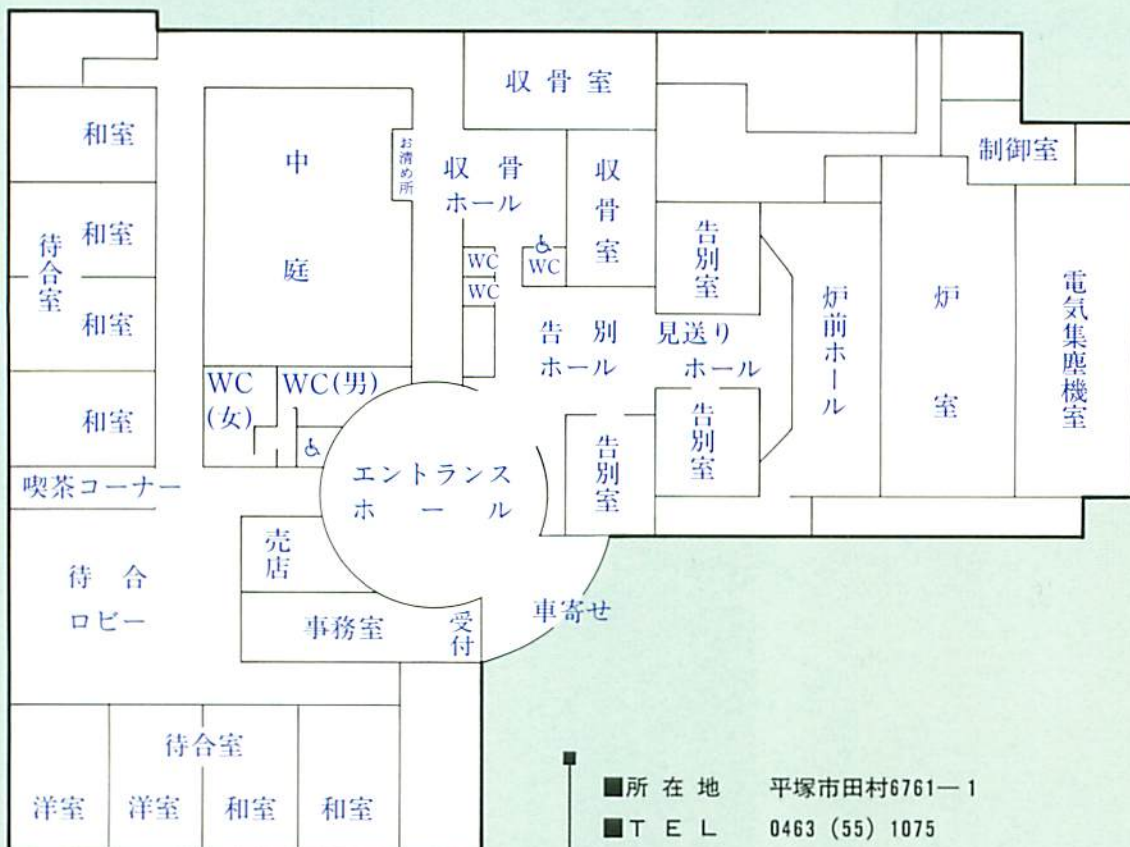 収骨室
和室
中庭
お清め所
収骨ホール
収骨室
制御室
待合室
和室
和室
和室
WC
WC
WC
告別室
炉前ホール
炉室
電気集塵機室
告別ホール
見送りホール
WC(女)
WC(男)
告別室
告別室
喫茶コーナー
エントランス
ホール
売店
待合
ロビー
事務室
受付
車寄せ
待合室
洋室
洋室
和室
和室
■所在地 平塚市田村6761―1
■TEL 0463 (55) 1075